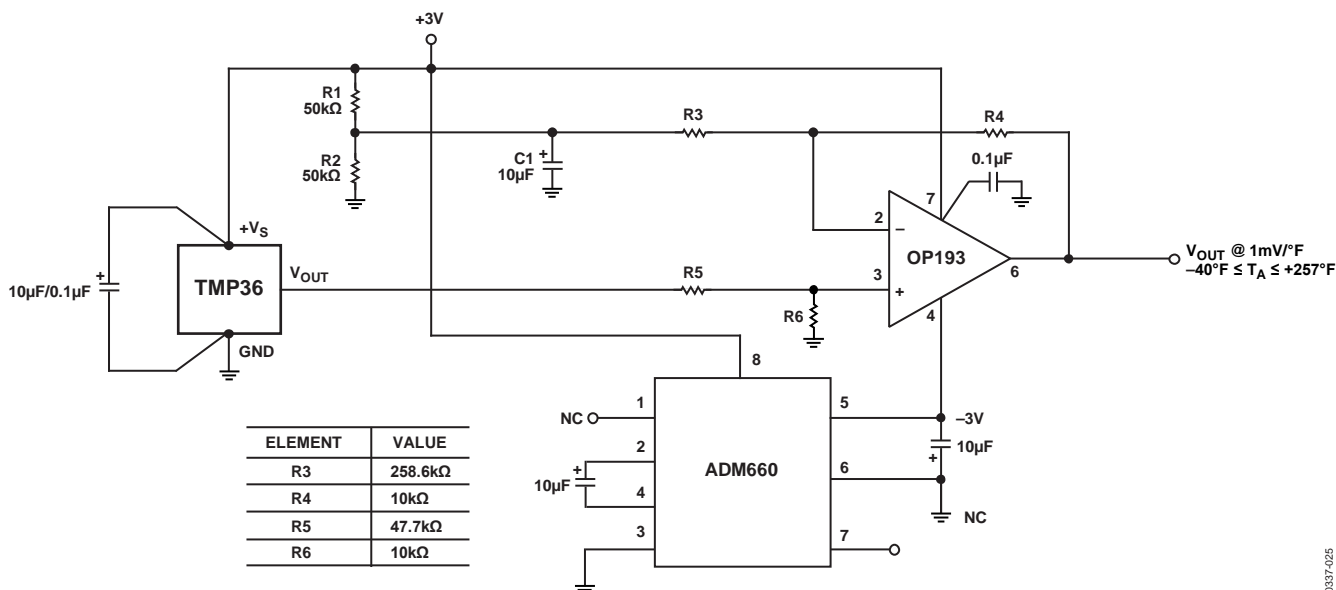 +3V
R1
50kΩ
R3
R4
R2
50kΩ
C1
+
10µF
0.1µF
7
+VS
2
−
OP193
6
VOUT @ 1mV/°F
−40°F ≤ TA ≤ +257°F
+
10µF/0.1µF
TMP36
VOUT
R5
3
+
R6
4
GND
8
1
NC
5
−3V
ELEMENT VALUE
R3 258.6kΩ
R4 10kΩ
R5 47.7kΩ
R6 10kΩ
2
+
10µF
4
ADM660
10µF
+
6
NC
3
7
0337-025